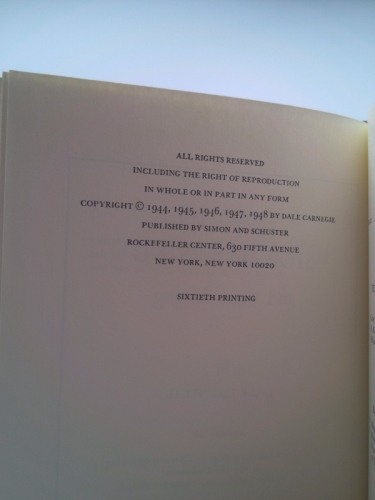 ALL RIGHTS RESERVED
INCLUDING THE RIGHT OF REPRODUCTION
IN WHOLE OR IN PART IN ANY FORM
COPYRIGHT © 1944, 1945, 1946, 1947, 1948 BY DALE CARNEGIE
PUBLISHED BY SIMON AND SCHUSTER
ROCKEFELLER CENTER, 630 FIFTH AVENUE
NEW YORK, NEW YORK 10020
SIXTIETH PRINTING